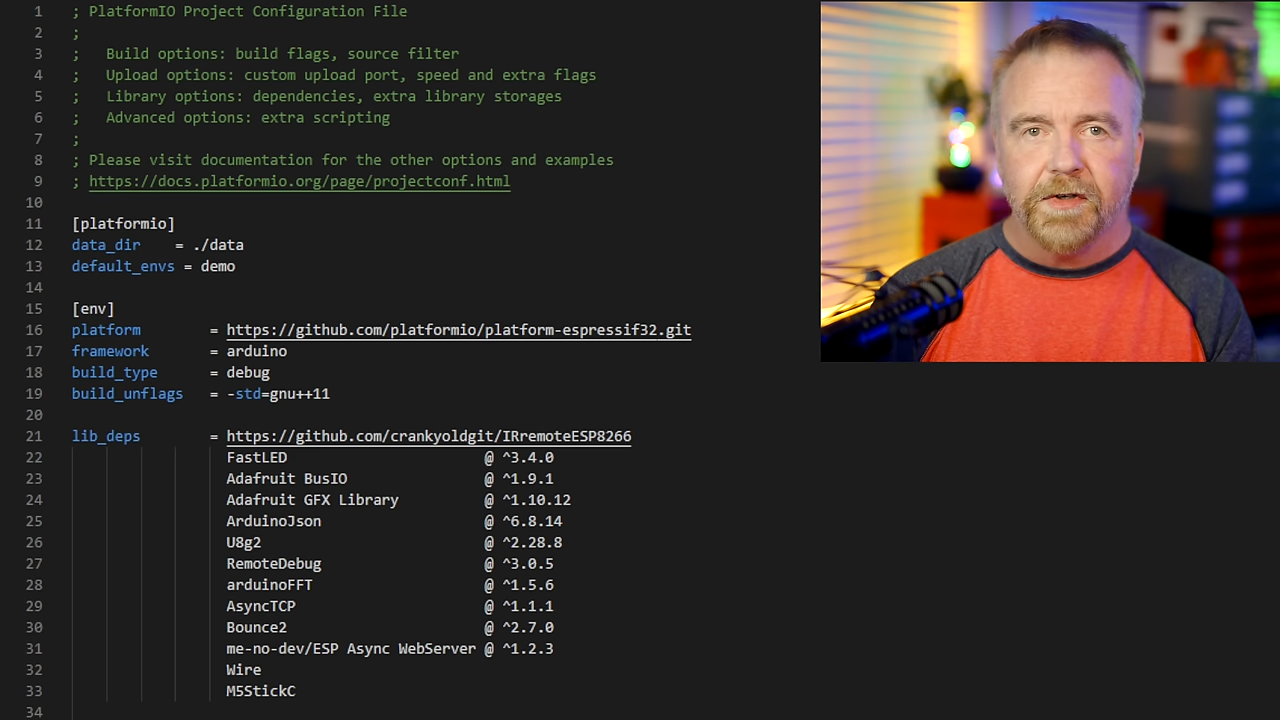 1 ; PlatformIO Project Configuration File
2 ;
3 ;   Build options: build flags, source filter
4 ;   Upload options: custom upload port, speed and extra flags
5 ;   Library options: dependencies, extra library storages
6 ;   Advanced options: extra scripting
7 ;
8 ; Please visit documentation for the other options and examples
9 ; https://docs.platformio.org/page/projectconf.html
10
11 [platformio]
12 data_dir    = ./data
13 default_envs = demo
14
15 [env]
16 platform        = https://github.com/platformio/platform-espressif32.git
17 framework       = arduino
18 build_type      = debug
19 build_unflags   = -std=gnu++11
20
21 lib_deps        = https://github.com/crankyoldgit/IRremoteESP8266
22 FastLED                       @ ^3.4.0
23 Adafruit BusIO                @ ^1.9.1
24 Adafruit GFX Library          @ ^1.10.12
25 ArduinoJson                   @ ^6.8.14
26 U8g2                          @ ^2.28.8
27 RemoteDebug                   @ ^3.0.5
28 arduinoFFT                    @ ^1.5.6
29 AsyncTCP                      @ ^1.1.1
30 Bounce2                       @ ^2.7.0
31 me-no-dev/ESP Async WebServer @ ^1.2.3
32 Wire
33 M5StickC
34